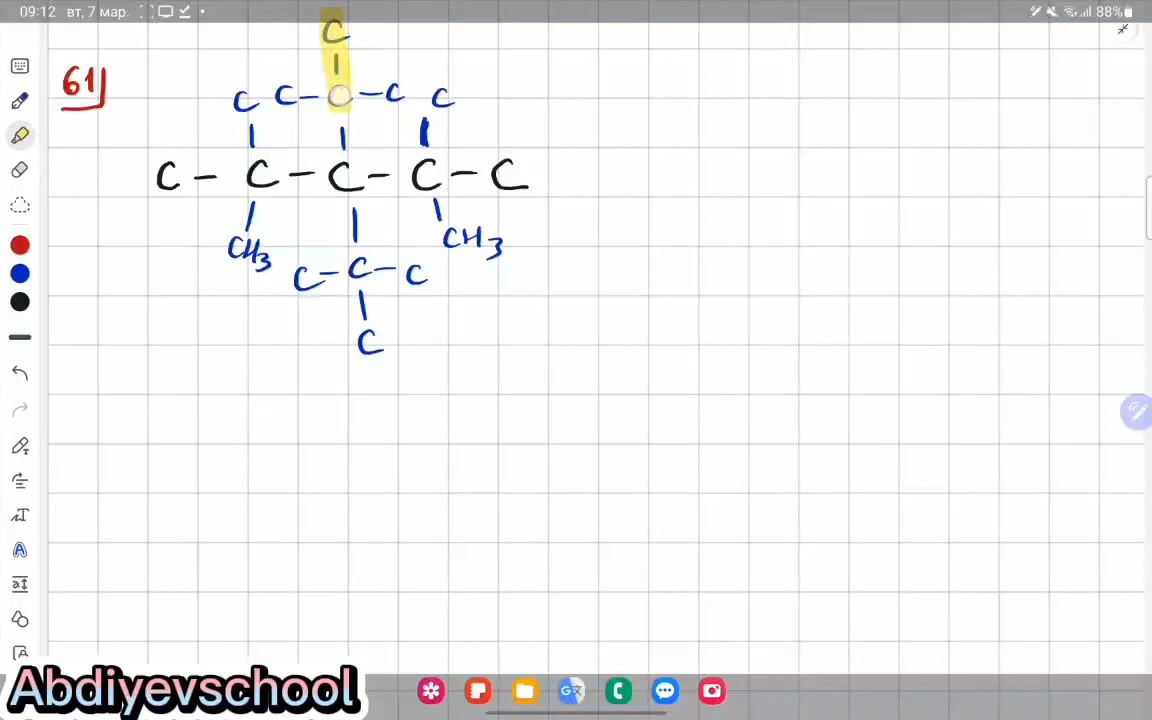 09:12 вт, 7 мар.
88%
C
61
C C – C – C C
C – C – C – C – C
CH3 CH3
C – C – C
C
Abdiyevschool